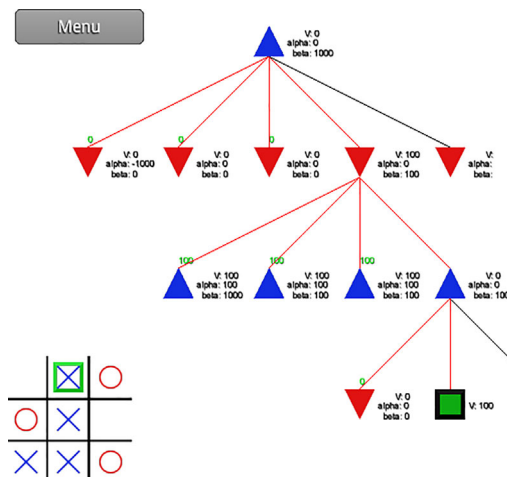 Menu
V: 0
alpha: 0
beta: 1000
0
V: 0
alpha: -1000
beta: 0
0
V: 0
alpha: 0
beta: 0
0
V: 0
alpha: 0
beta: 0
V: 100
alpha: 0
beta: 100
V:
alpha:
beta:
100
V: 100
alpha: 100
beta: 1000
100
V: 100
alpha: 100
beta: 100
100
V: 100
alpha: 100
beta: 100
V: 0
alpha: 0
beta: 100
0
V: 0
alpha: 0
beta: 0
V: 100
X O
O X
X X O